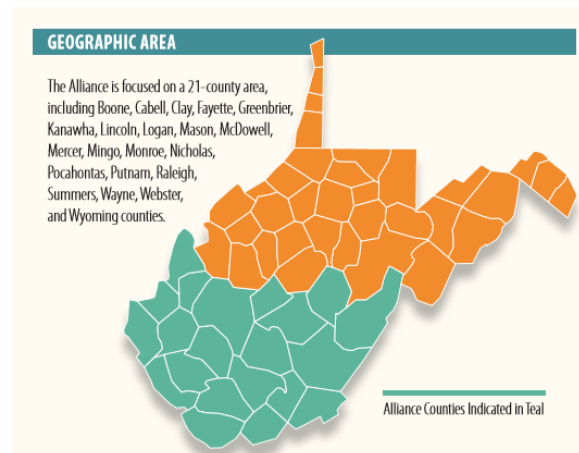 GEOGRAPHIC AREA
The Alliance is focused on a 21-county area,
including Boone, Cabell, Clay, Fayette, Greenbrier,
Kanawha, Lincoln, Logan, Mason, McDowell,
Mercer, Mingo, Monroe, Nicholas,
Pocahontas, Putnam, Raleigh,
Summers, Wayne, Webster,
and Wyoming counties.
Alliance Counties Indicated in Teal